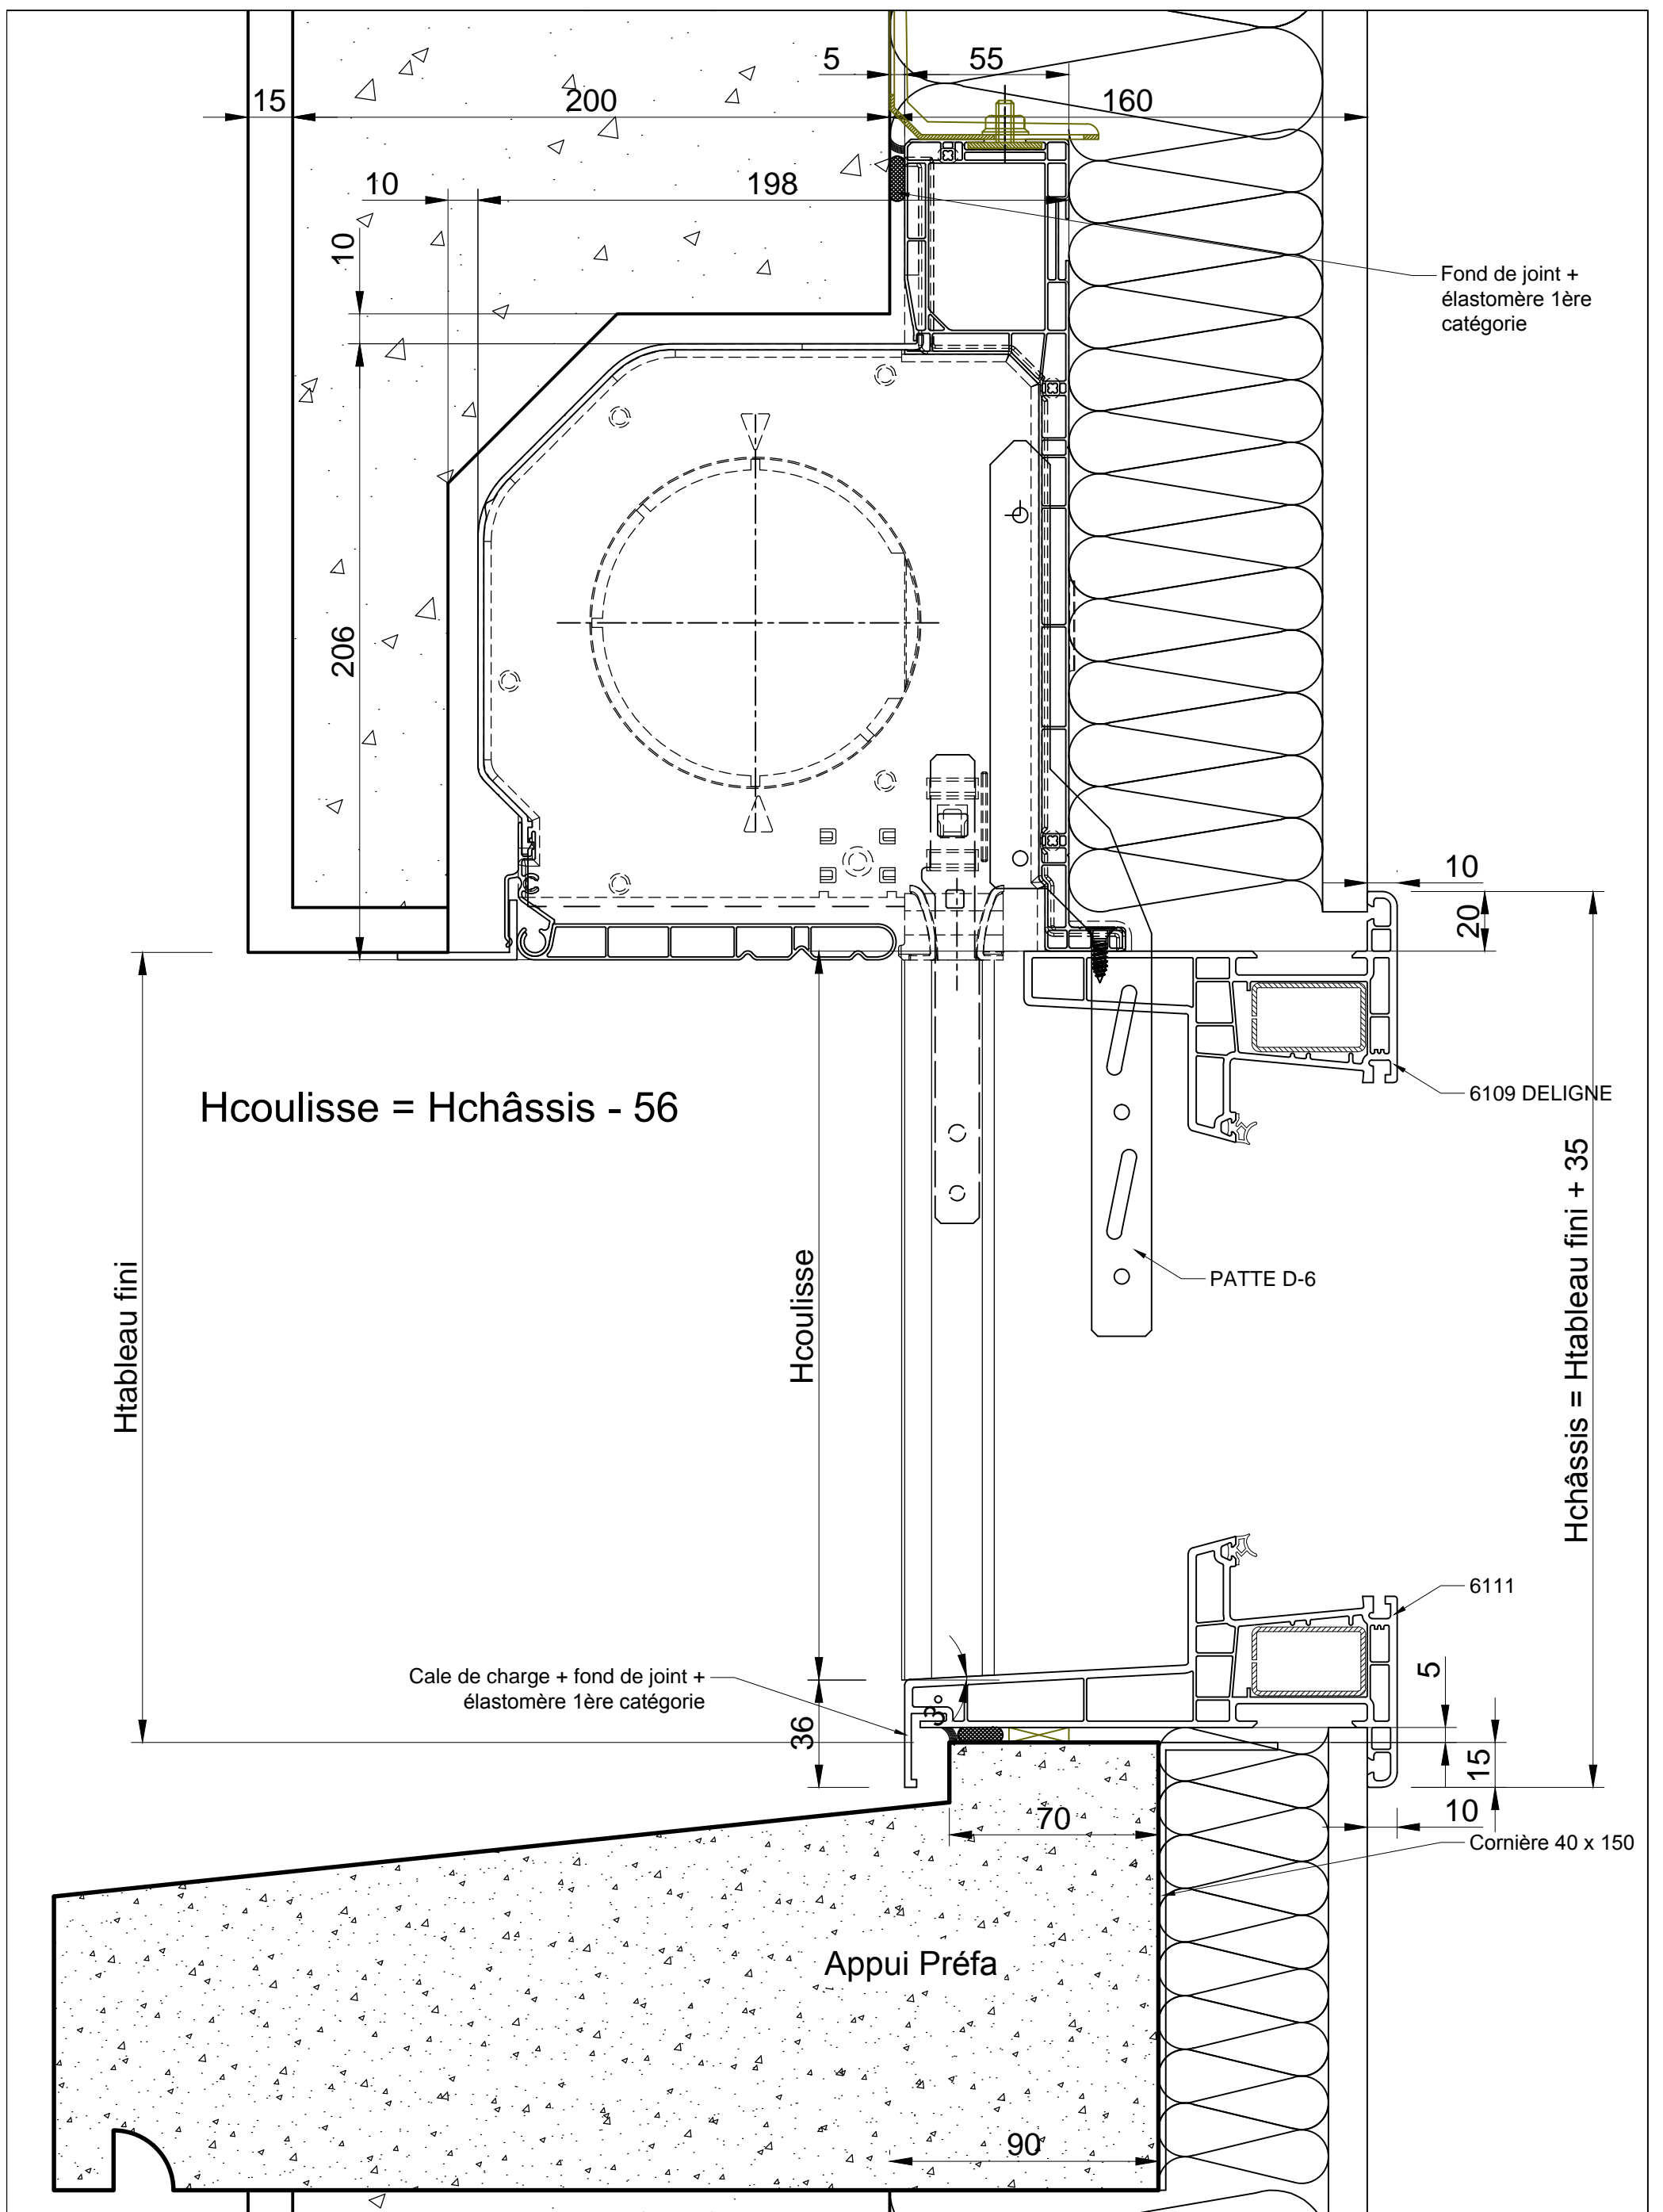 5
55
15
200
160
10
198
10
Fond de joint +
élastomère 1ère
catégorie
206
10
20
Hcoulisse = Hchâssis - 56
6109 DELIGNE
Htableau fini
Hcoulisse
PATTE D-6
Hchâssis = Htableau fini + 35
6111
Cale de charge + fond de joint +
élastomère 1ère catégorie
36
5
15
70
10
Cornière 40 x 150
Appui Préfa
90